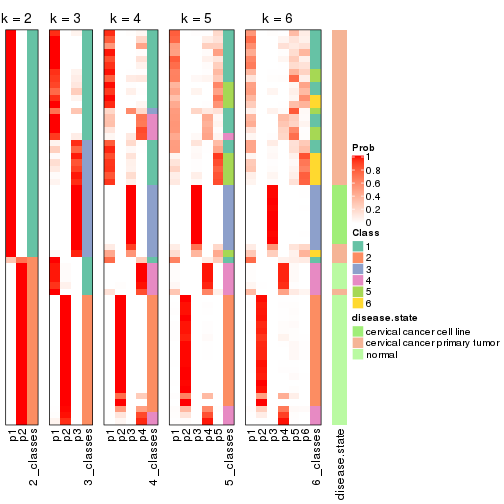 k = 2 k = 3 k = 4 k = 5 k = 6
Prob
1
0.8
0.6
0.4
0.2
0
Class
1
2
3
4
5
6
disease.state
cervical cancer cell line
cervical cancer primary tumor
normal
p1 p2 2_classes p1 p2 p3 3_classes p1 p2 p3 p4 4_classes p1 p2 p3 p4 p5 5_classes p1 p2 p3 p4 p5 p6 6_classes disease.state